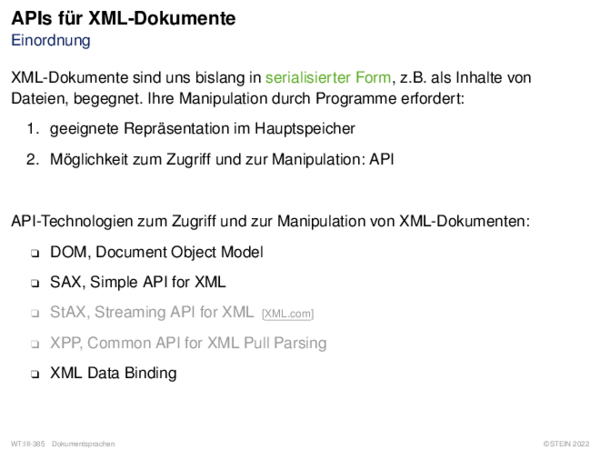 APIs für XML-Dokumente
Einordnung
XML-Dokumente sind uns bislang in serialisierter Form, z.B. als Inhalte von
Dateien, begegnet. Ihre Manipulation durch Programme erfordert:
1. geeignete Repräsentation im Hauptspeicher
2. Möglichkeit zum Zugriff und zur Manipulation: API
API-Technologien zum Zugriff und zur Manipulation von XML-Dokumenten:
❑ DOM, Document Object Model
❑ SAX, Simple API for XML
❑ StAX, Streaming API for XML [XML.com]
❑ XPP, Common API for XML Pull Parsing
❑ XML Data Binding
WT:III-385 Dokumentsprachen ©STEIN 2022